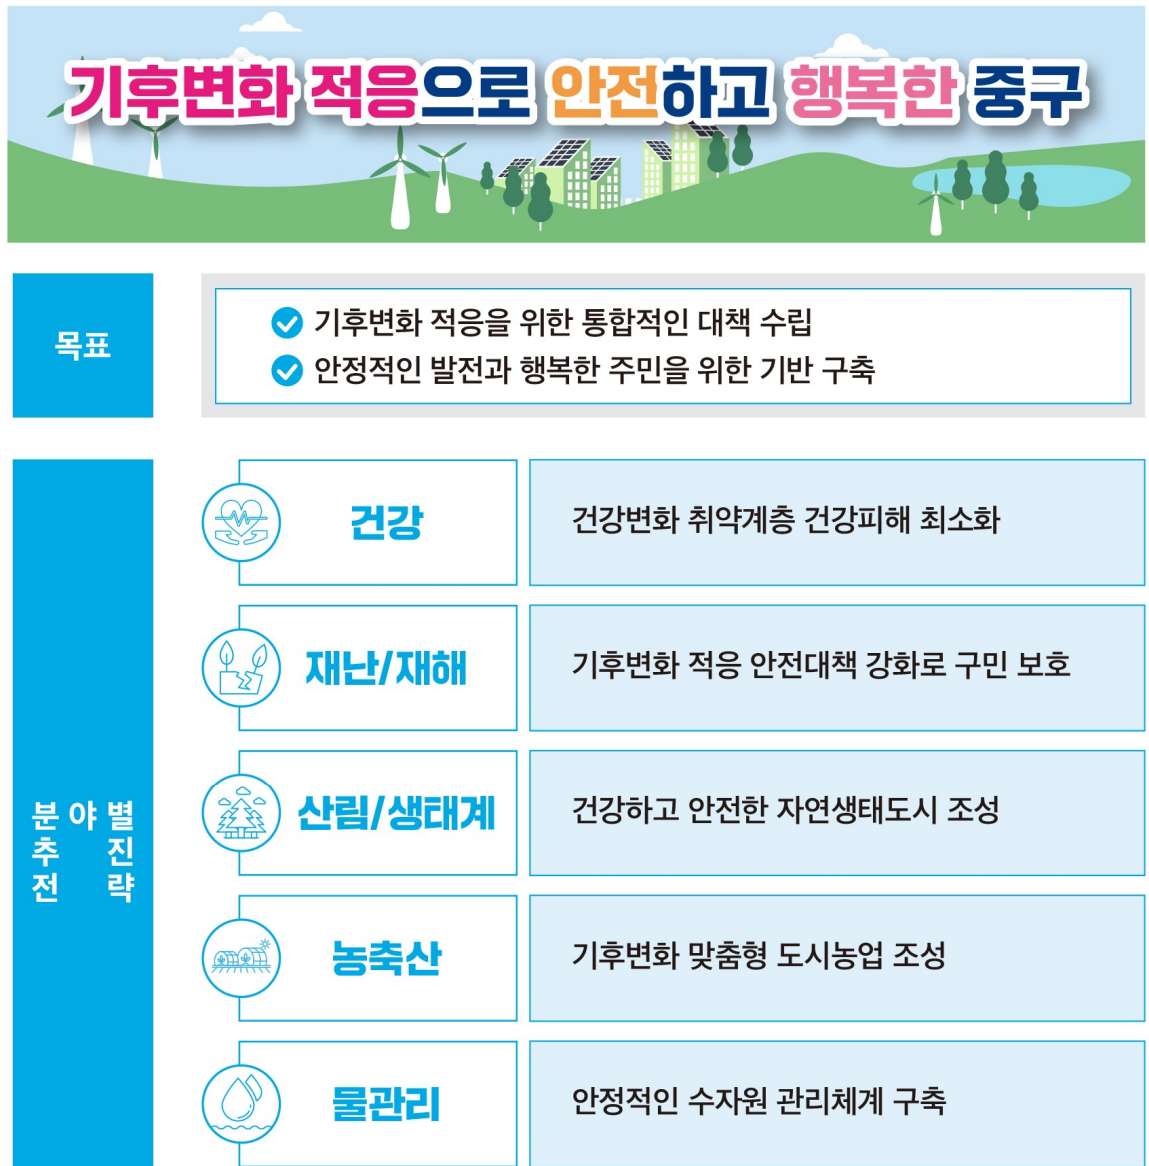 기후변화 적응으로 안전하고 행복한 중구
목표
기후변화 적응을 위한 통합적인 대책 수립
안정적인 발전과 행복한 주민을 위한 기반 구축
분야별
추진
전략
건강
건강변화 취약계층 건강피해 최소화
재난/재해
기후변화 적응 안전대책 강화로 구민 보호
산림/생태계
건강하고 안전한 자연생태도시 조성
농축산
기후변화 맞춤형 도시농업 조성
물관리
안정적인 수자원 관리체계 구축